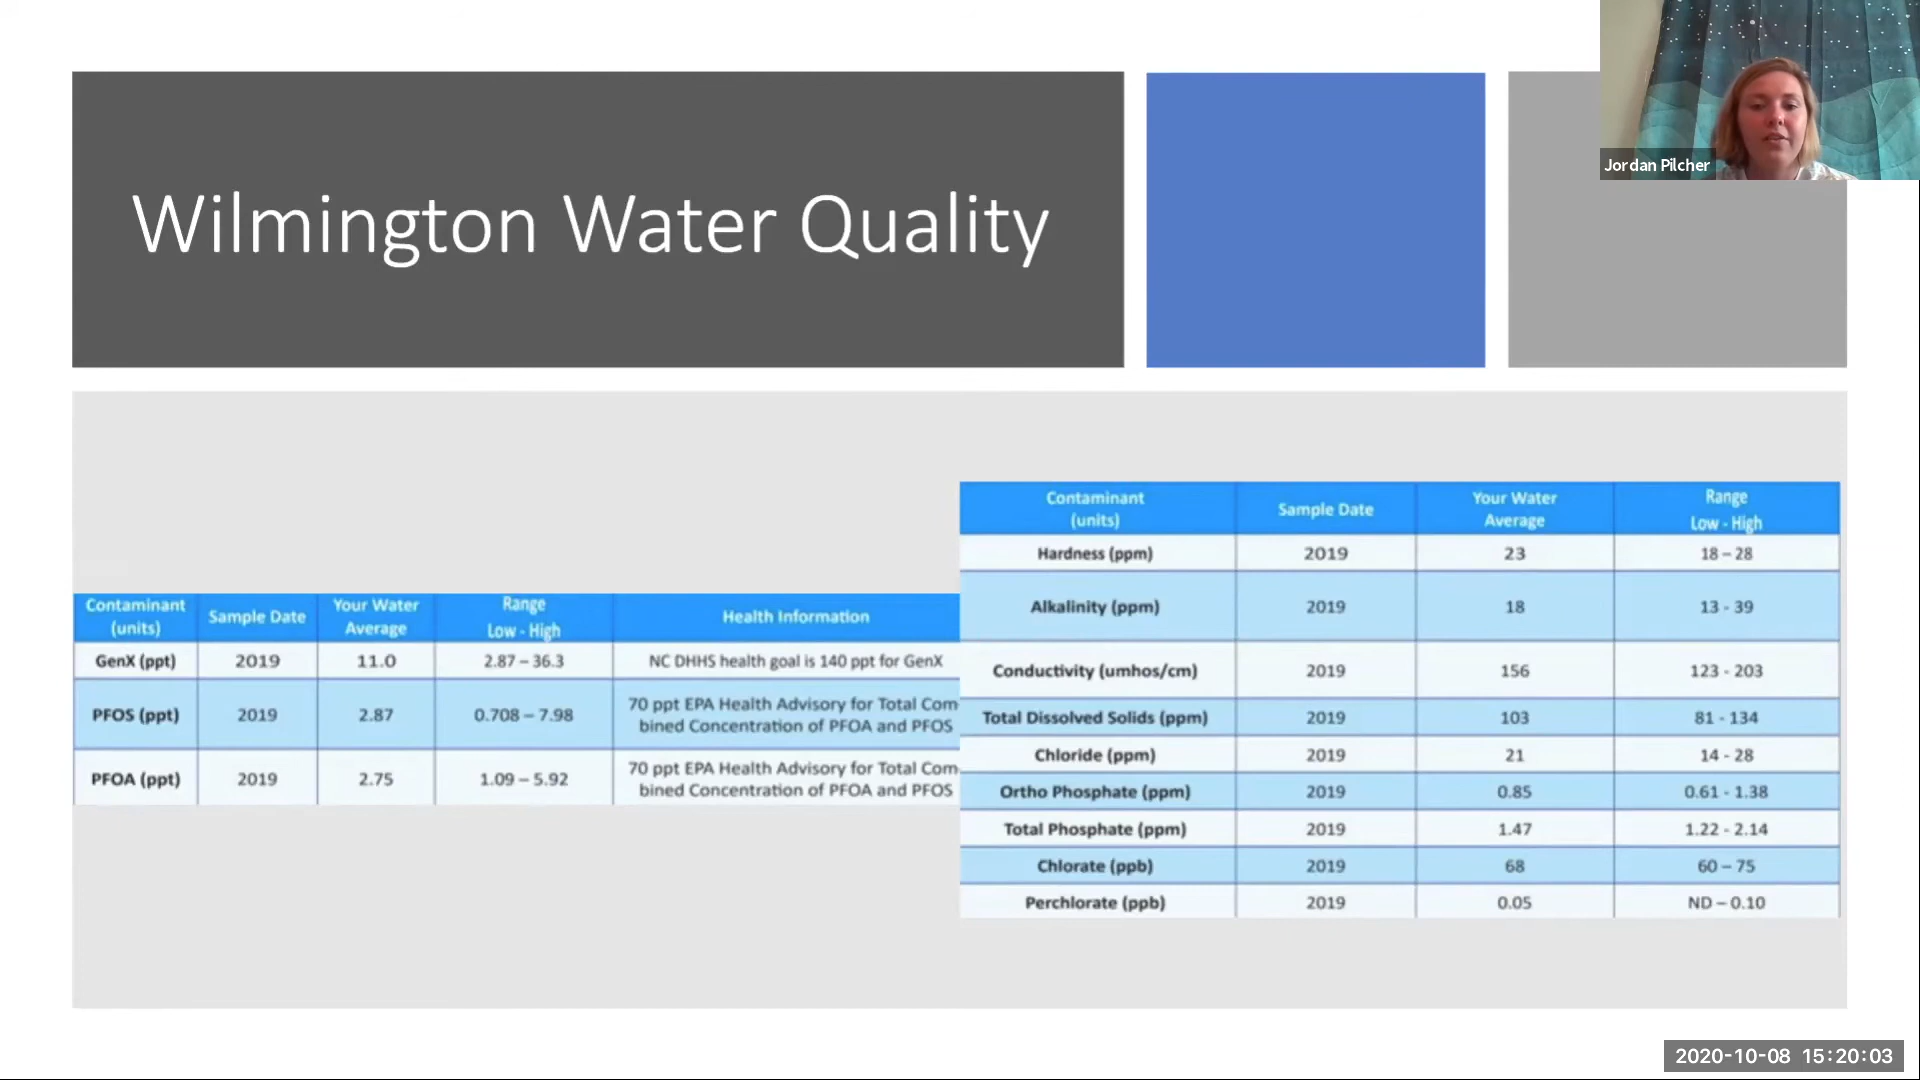 Jordan Pilcher
Wilmington Water Quality
Contaminant (units) Sample Date Your Water Average Range Low - High Health Information
GenX (ppt) 2019 11.0 2.87 – 36.3 NC DHHS health goal is 140 ppt for GenX
PFOS (ppt) 2019 2.87 0.708 – 7.98 70 ppt EPA Health Advisory for Total Com-
bined Concentration of PFOA and PFOS
PFOA (ppt) 2019 2.75 1.09 – 5.92 70 ppt EPA Health Advisory for Total Com-
bined Concentration of PFOA and PFOS
Contaminant (units) Sample Date Your Water Average Range Low - High
Hardness (ppm) 2019 23 18 – 28
Alkalinity (ppm) 2019 18 13 - 39
Conductivity (umhos/cm) 2019 156 123 - 203
Total Dissolved Solids (ppm) 2019 103 81 - 134
Chloride (ppm) 2019 21 14 - 28
Ortho Phosphate (ppm) 2019 0.85 0.61 - 1.38
Total Phosphate (ppm) 2019 1.47 1.22 - 2.14
Chlorate (ppb) 2019 68 60 – 75
Perchlorate (ppb) 2019 0.05 ND – 0.10
2020-10-08 15:20:03